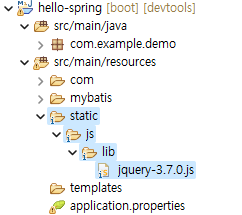 hello-spring [boot] [devtools]
src/main/java
com.example.demo
src/main/resources
com
mybatis
static
js
lib
jquery-3.7.0.js
templates
application.properties